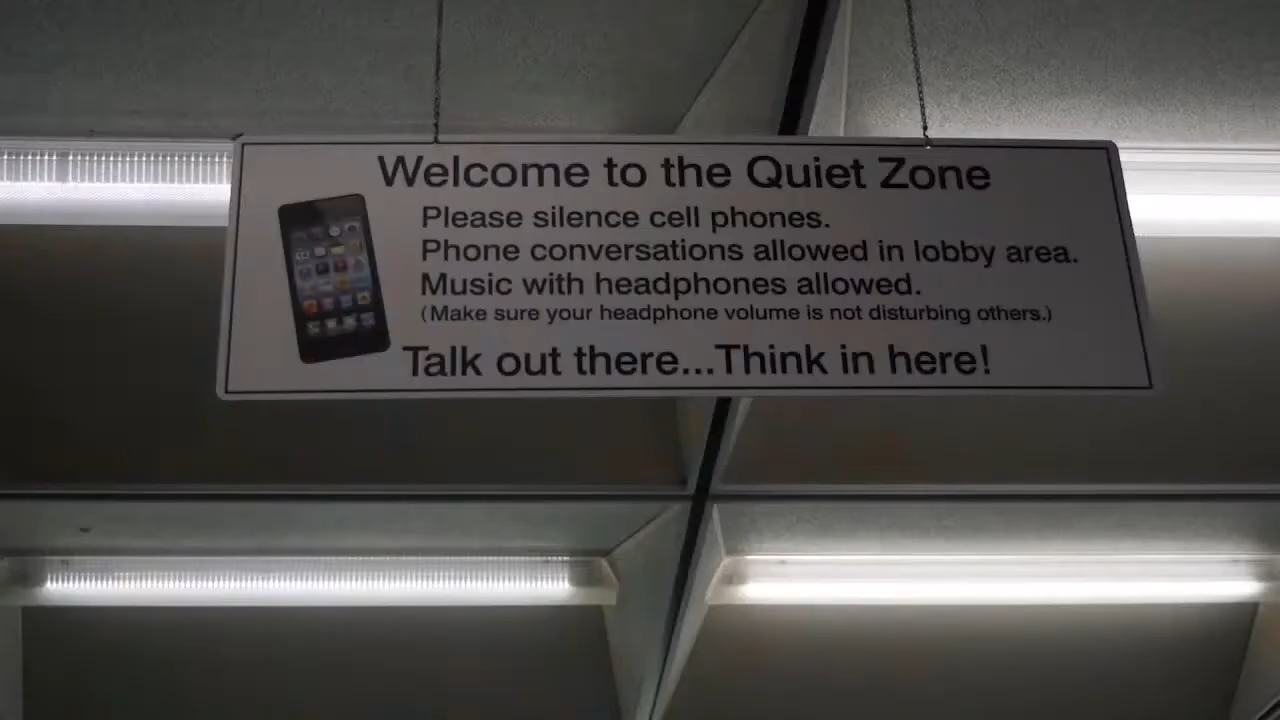 Welcome to the Quiet Zone
Please silence cell phones.
Phone conversations allowed in lobby area.
Music with headphones allowed.
(Make sure your headphone volume is not disturbing others.)
Talk out there...Think in here!